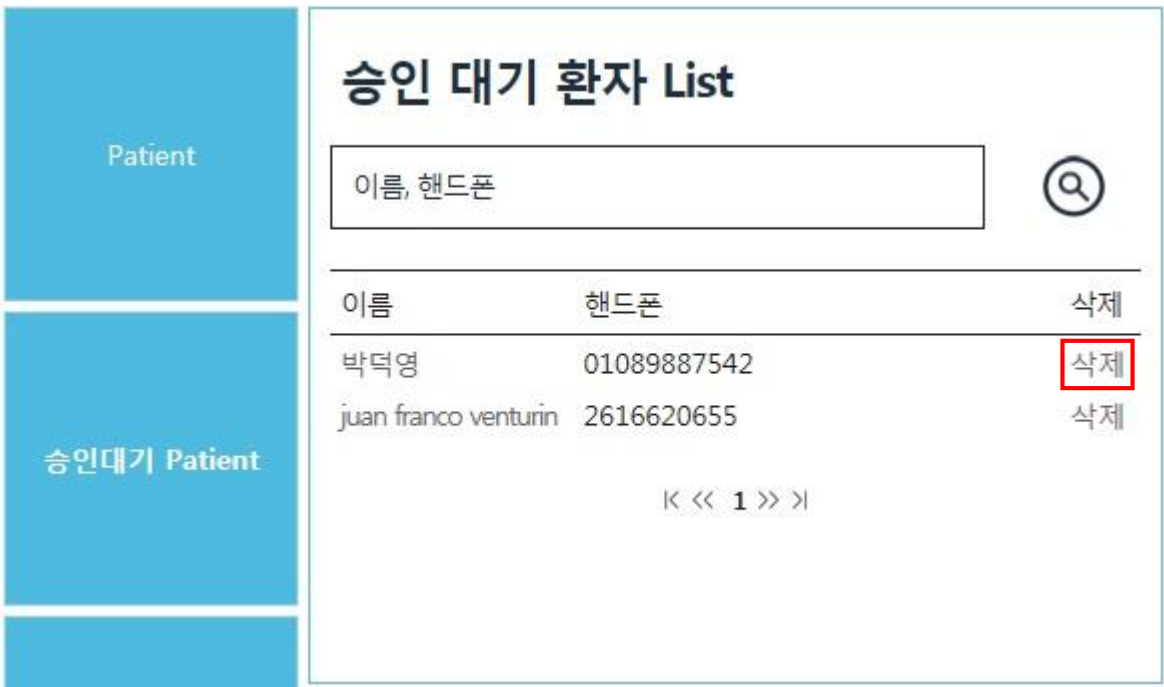 Patient
승인대기 Patient
승인 대기 환자 List
이름, 핸드폰
이름 핸드폰 삭제
박덕영 01089887542 삭제
juan franco venturin 2616620655 삭제
1